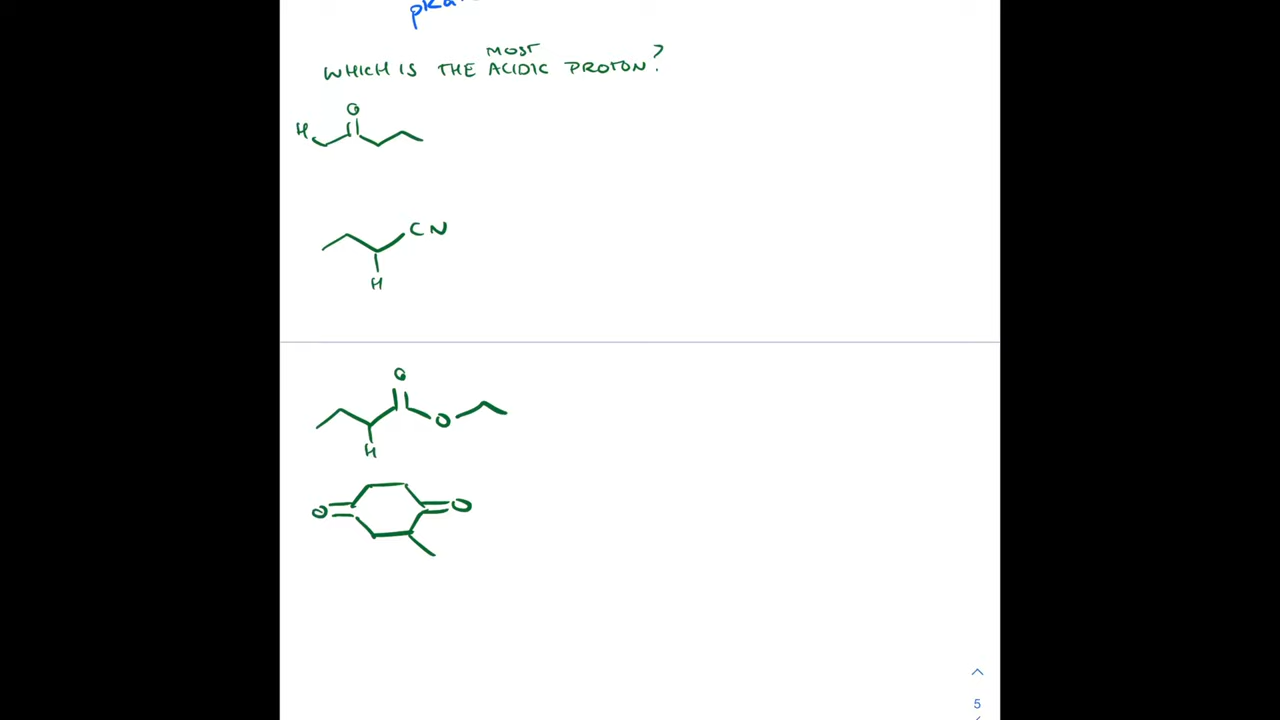 MOST
WHICH IS THE ACIDIC PROTON?
O
H
CN
H
O
O
H
O
O
5